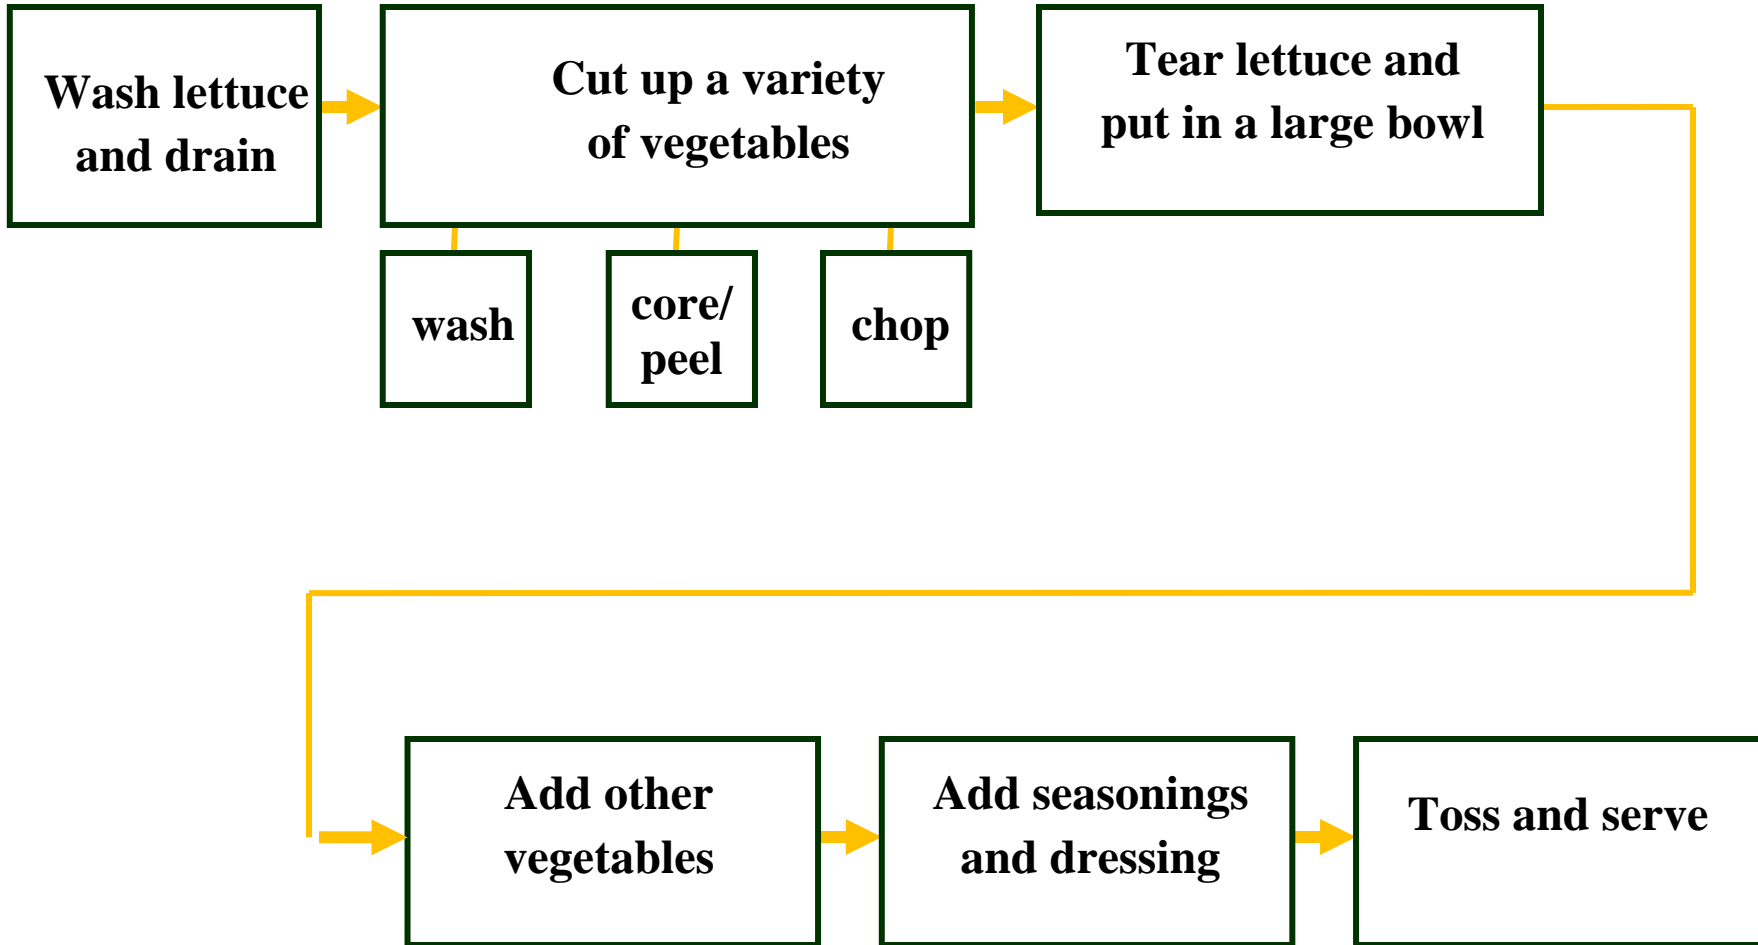 Wash lettuce
and drain
Cut up a variety
of vegetables
Tear lettuce and
put in a large bowl
wash
core/
peel
chop
Add other
vegetables
Add seasonings
and dressing
Toss and serve